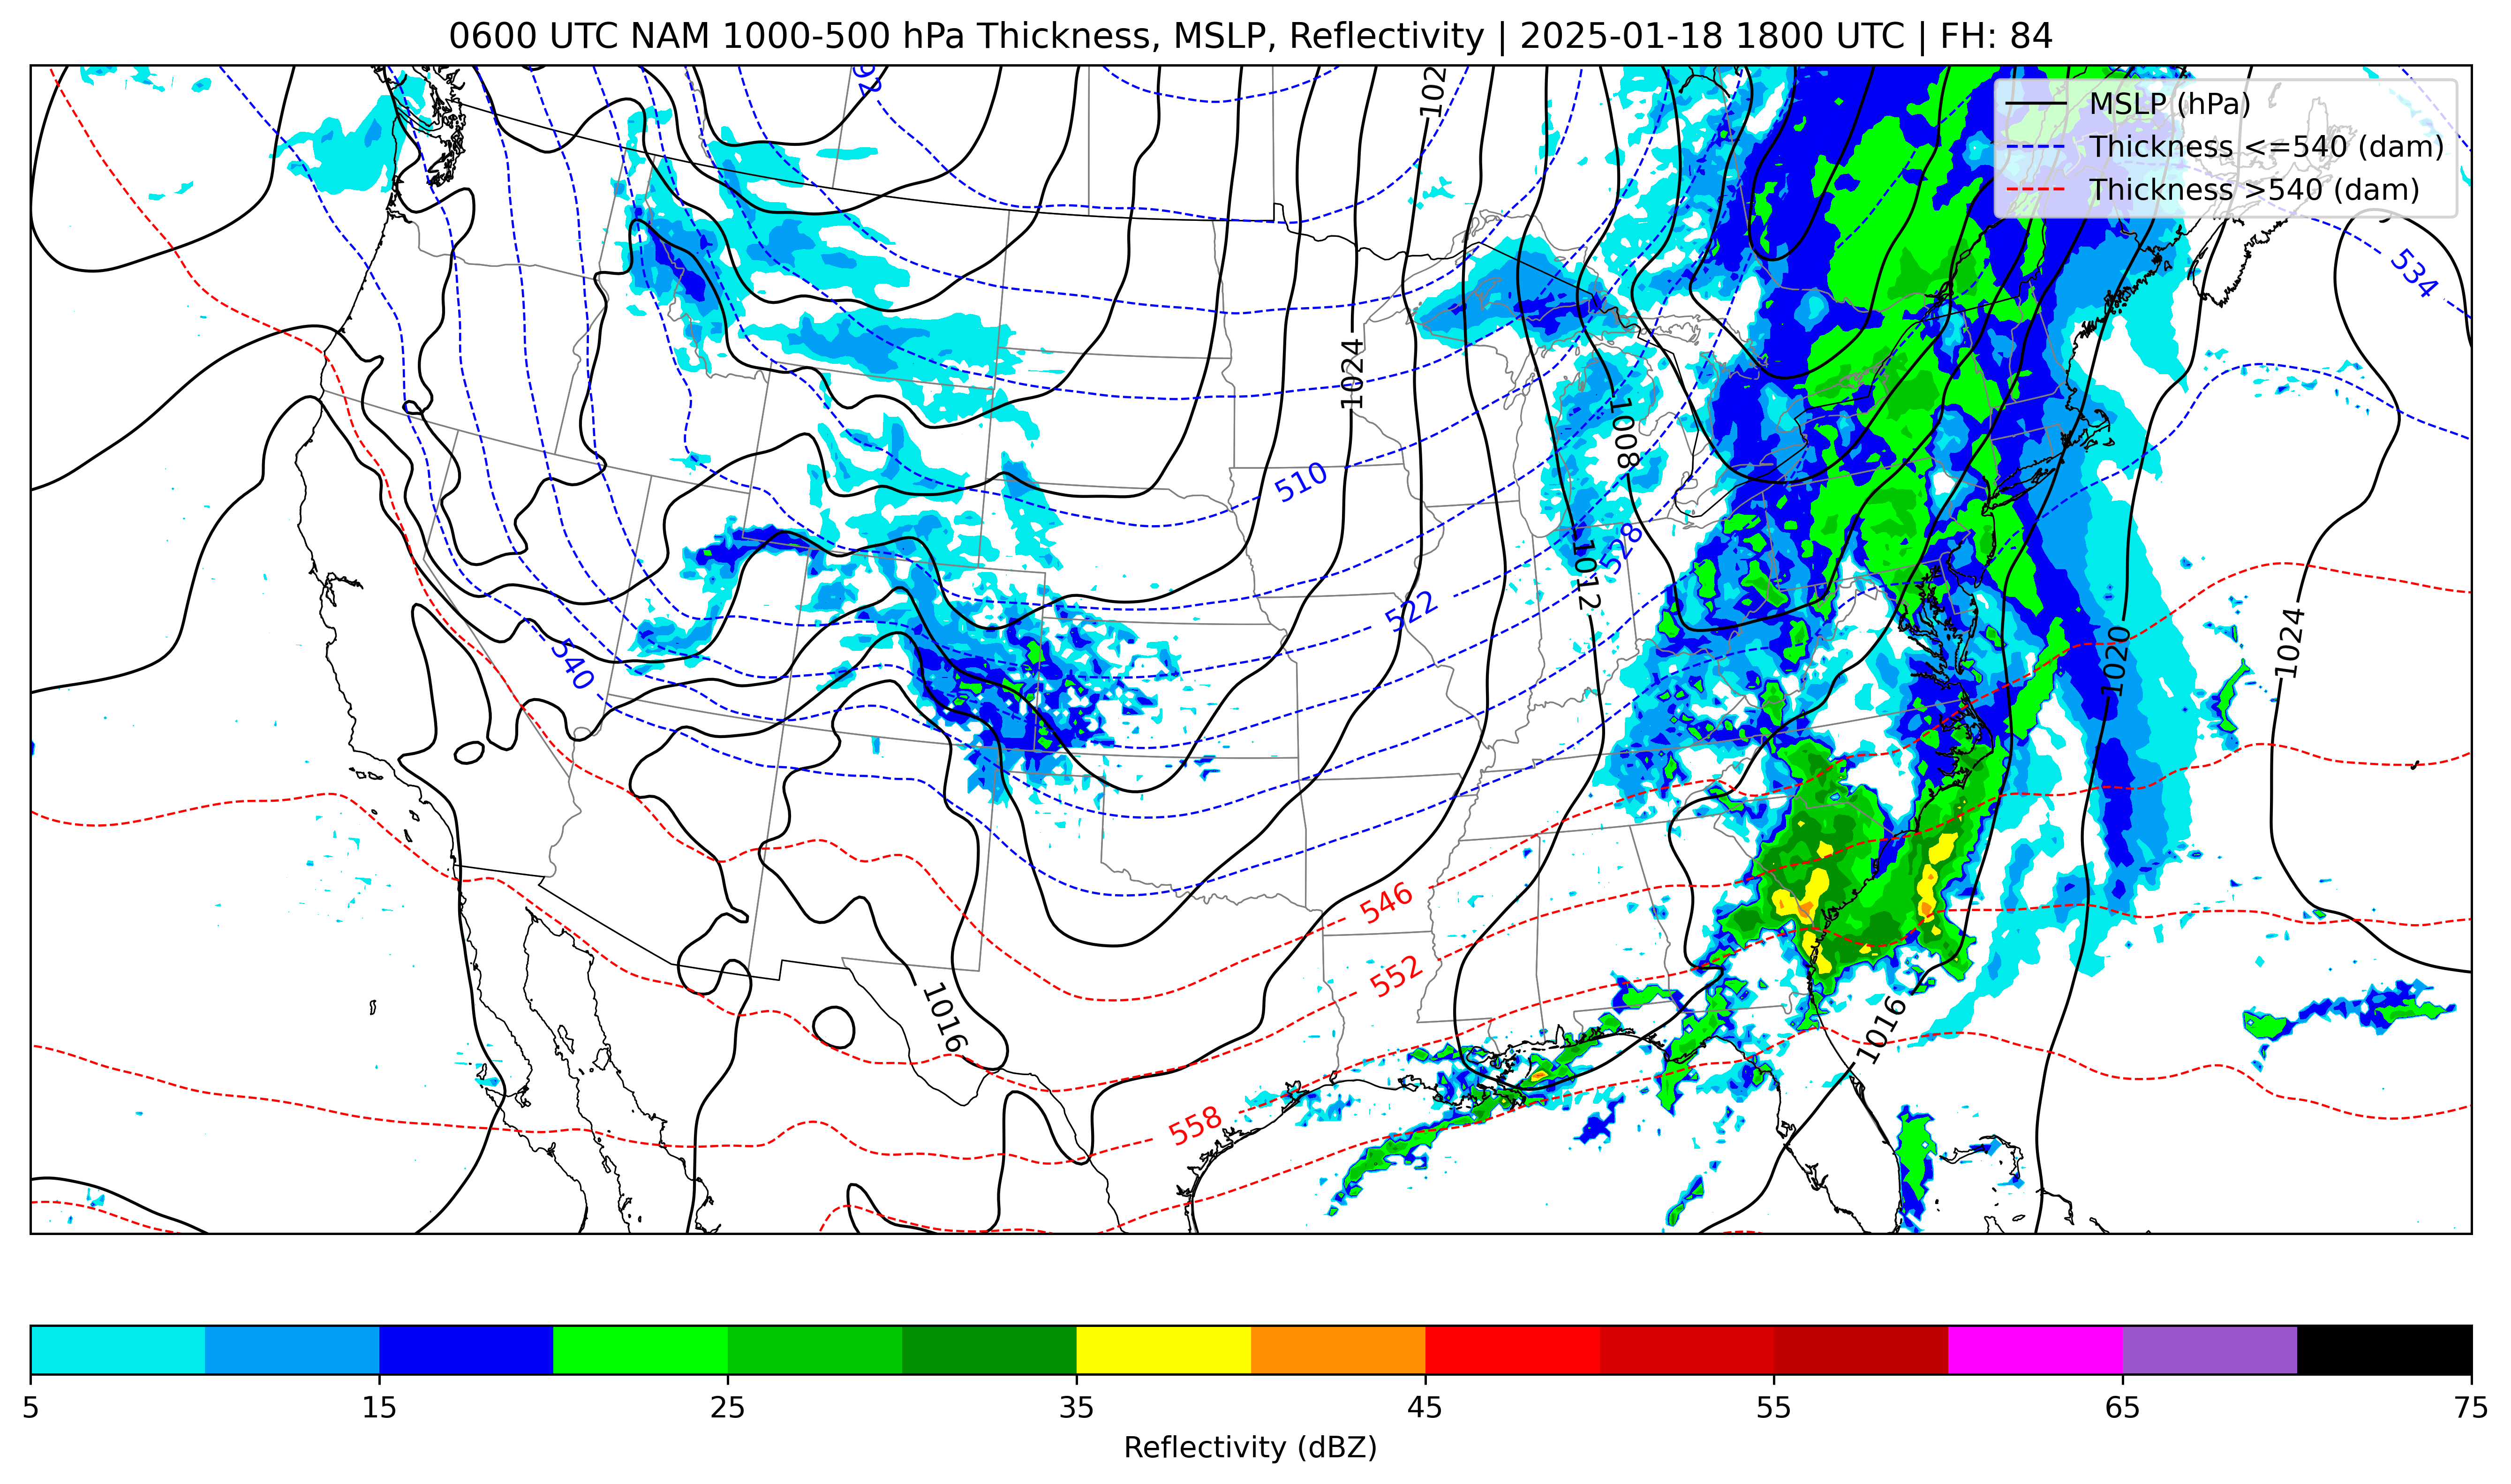 0600 UTC NAM 1000-500 hPa Thickness, MSLP, Reflectivity | 2025-01-18 1800 UTC | FH: 84
MSLP (hPa)
Thickness <=540 (dam)
Thickness >540 (dam)
534
1024
1008
510
528
1012
522
540
1024
1020
546
552
1016
1016
558
5 15 25 35 45 55 65 75
Reflectivity (dBZ)